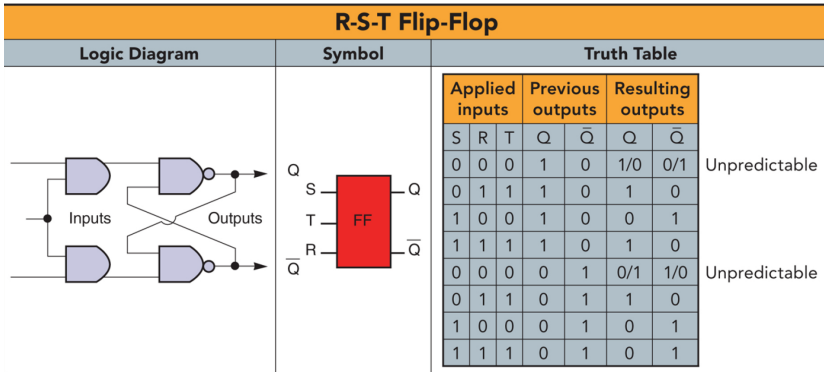 R-S-T Flip-Flop
Logic Diagram Symbol Truth Table
Inputs Outputs
Q
Q̅
S
T
R
FF
Q
Q̅
Applied inputs Previous outputs Resulting outputs
S R T Q Q̅ Q Q̅
0 0 0 1 0 1/0 0/1 Unpredictable
0 1 1 1 0 1 0
1 0 0 1 0 0 1
1 1 1 1 0 1 0
0 0 0 0 1 0/1 1/0 Unpredictable
0 1 1 0 1 1 0
1 0 0 0 1 0 1
1 1 1 0 1 0 1